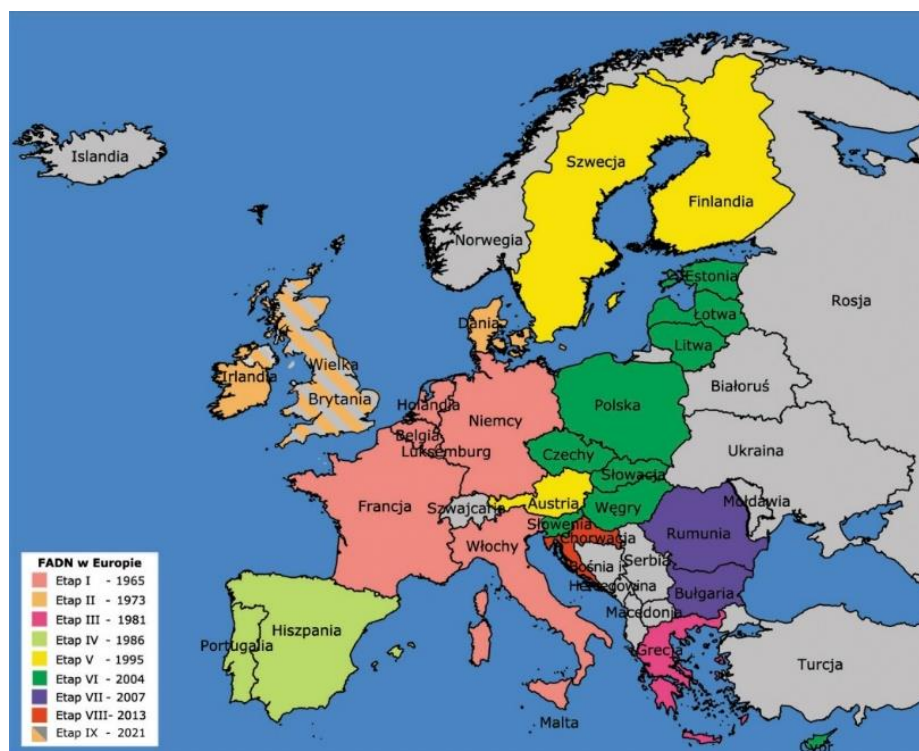 Islandia
Szwecja
Finlandia
Norwegia
Estonia
Rosja
Łotwa
Dania
Litwa
Wielka
Brytania
Irlandia
Białoruś
Holandia
Niemcy
Polska
Belgia
Luksemburg
Czechy
Ukraina
Słowacja
Francja
Szwajcaria
Austria
Węgry
Mołdawia
Słowenia
Chorwacja
Rumunia
Włochy
Serbia
Bośnia i
Hercegowina
Bułgaria
Macedonia
Portugalia
Hiszpania
Grecja
Turcja
Malta
Cypr
FADN w Europie
Etap I - 1965
Etap II - 1973
Etap III - 1981
Etap IV - 1986
Etap V - 1995
Etap VI - 2004
Etap VII - 2007
Etap VIII- 2013
Etap IX - 2021